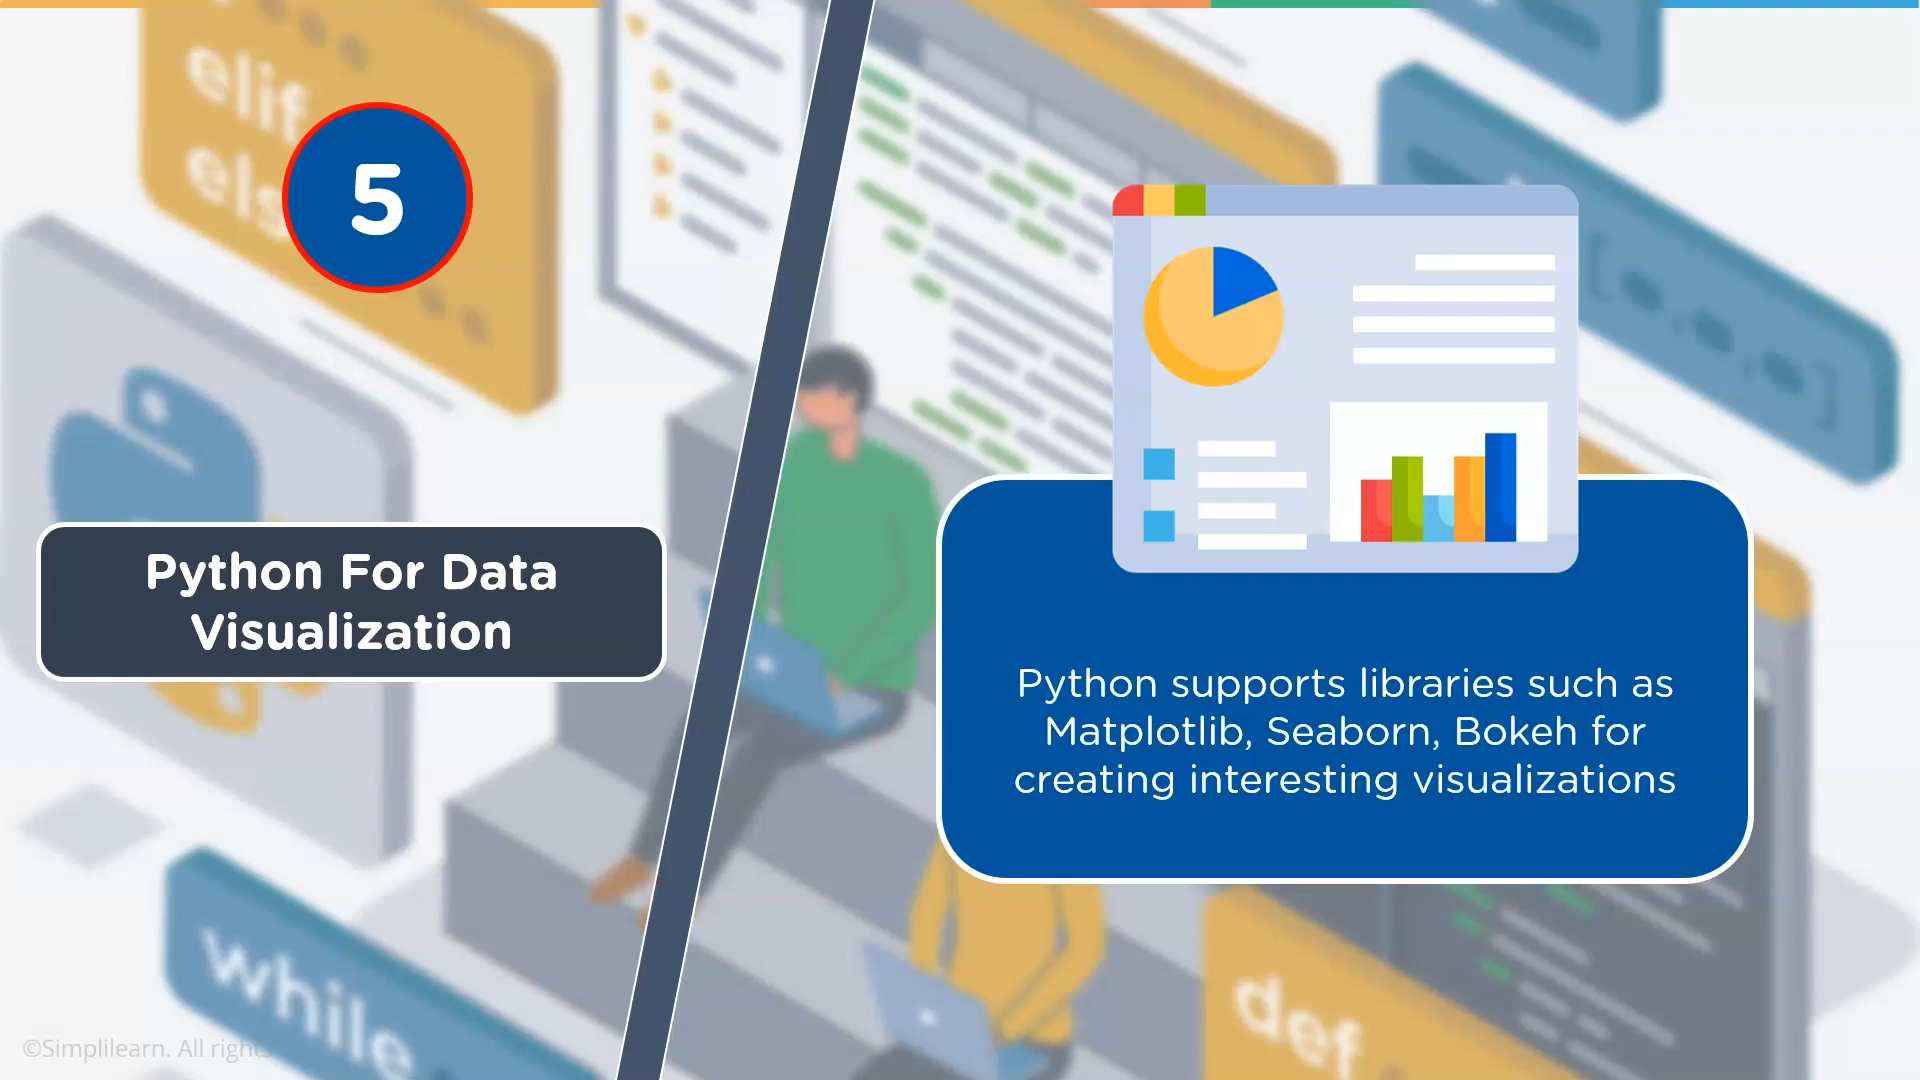 elif
els
5
Python For Data
Visualization
Python supports libraries such as
Matplotlib, Seaborn, Bokeh for
creating interesting visualizations
while
def
©Simplilearn. All rights